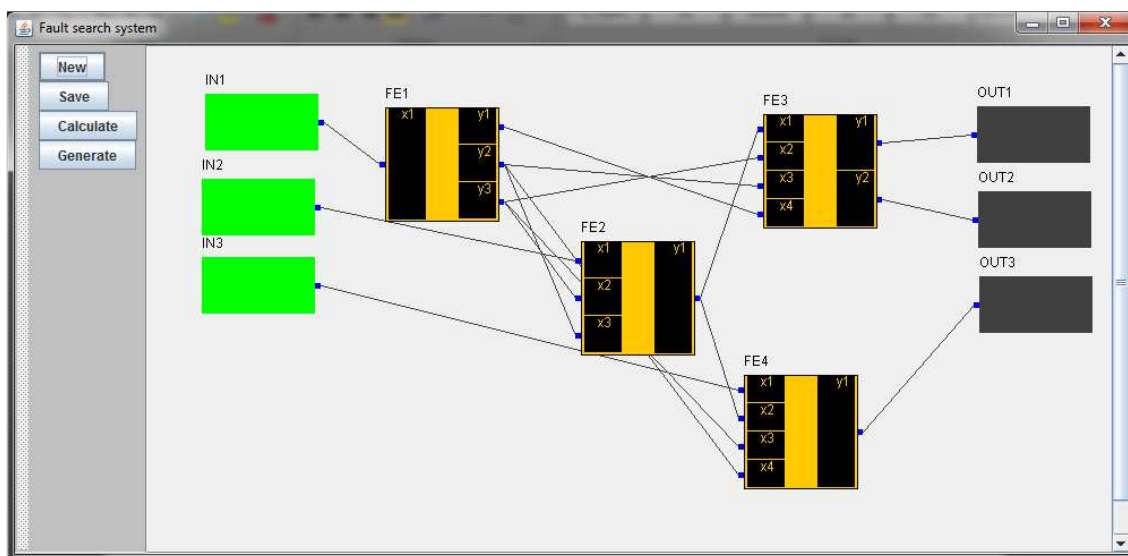 Fault search system
New
Save
Calculate
Generate
IN1
IN2
IN3
FE1
x1
y1
y2
y3
FE2
x1
x2
x3
y1
FE3
x1
x2
x3
x4
y1
y2
FE4
x1
x2
x3
x4
y1
OUT1
OUT2
OUT3